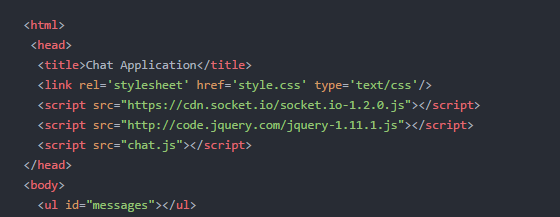 <html>
<head>
<title>Chat Application</title>
<link rel='stylesheet' href='style.css' type='text/css'/>
<script src="https://cdn.socket.io/socket.io-1.2.0.js"></script>
<script src="http://code.jquery.com/jquery-1.11.1.js"></script>
<script src="chat.js"></script>
</head>
<body>
<ul id="messages"></ul>